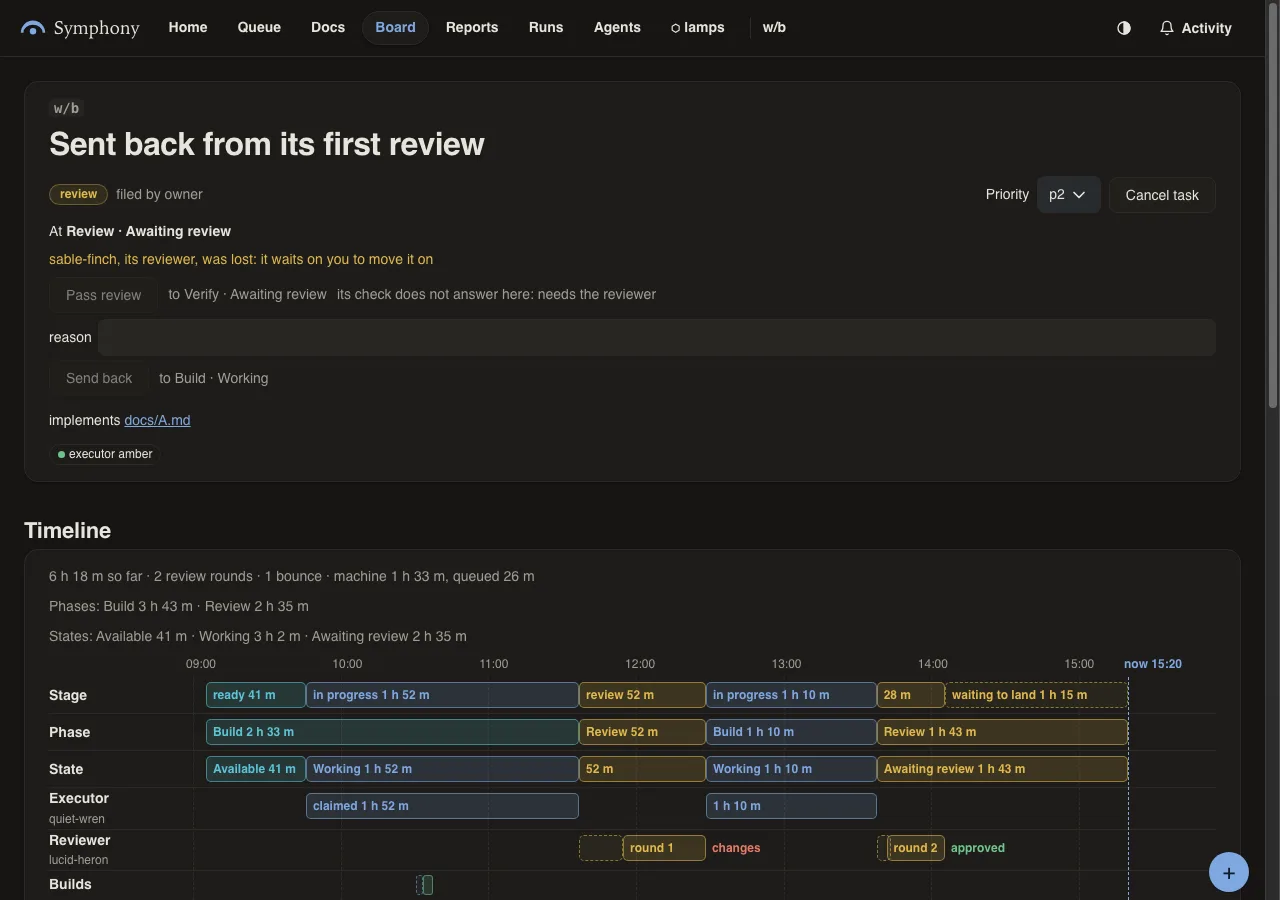 Symphony Home Queue Docs Board Reports Runs Agents lamps w/b Activity
w/b
Sent back from its first review
review filed by owner Priority p2 Cancel task
At Review · Awaiting review
sable-finch, its reviewer, was lost: it waits on you to move it on
Pass review to Verify · Awaiting review its check does not answer here: needs the reviewer
reason
Send back to Build · Working
implements docs/A.md
executor amber
Timeline
6 h 18 m so far · 2 review rounds · 1 bounce · machine 1 h 33 m, queued 26 m
Phases: Build 3 h 43 m · Review 2 h 35 m
States: Available 41 m · Working 3 h 2 m · Awaiting review 2 h 35 m
09:00 10:00 11:00 12:00 13:00 14:00 15:00 now 15:20
Stage ready 41 m in progress 1 h 52 m review 52 m in progress 1 h 10 m 28 m waiting to land 1 h 15 m
Phase Build 2 h 33 m Review 52 m Build 1 h 10 m Review 1 h 43 m
State Available 41 m Working 1 h 52 m 52 m Working 1 h 10 m Awaiting review 1 h 43 m
Executor claimed 1 h 52 m 1 h 10 m
quiet-wren
Reviewer round 1 changes round 2 approved
lucid-heron
Builds
+